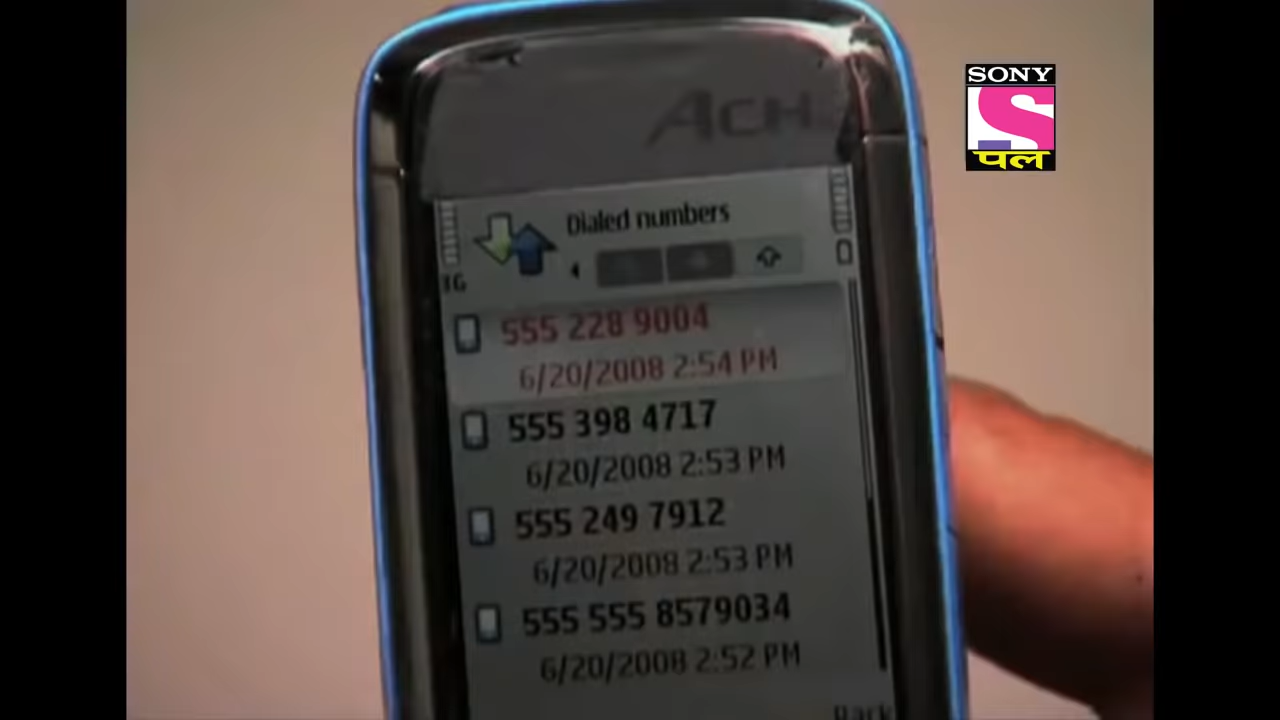 SONY
पल
Dialed numbers
555 228 9004
6/20/2008 2:54 PM
555 398 4717
6/20/2008 2:53 PM
555 249 7912
6/20/2008 2:53 PM
555 555 8579034
6/20/2008 2:52 PM
Back